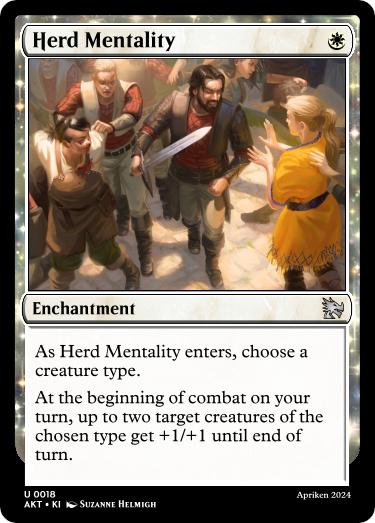 Herd Mentality
Enchantment
As Herd Mentality enters, choose a
creature type.
At the beginning of combat on your
turn, up to two target creatures of the
chosen type get +1/+1 until end of
turn.
U 0018
AKT • KI Suzanne Helmigh
Apriken 2024